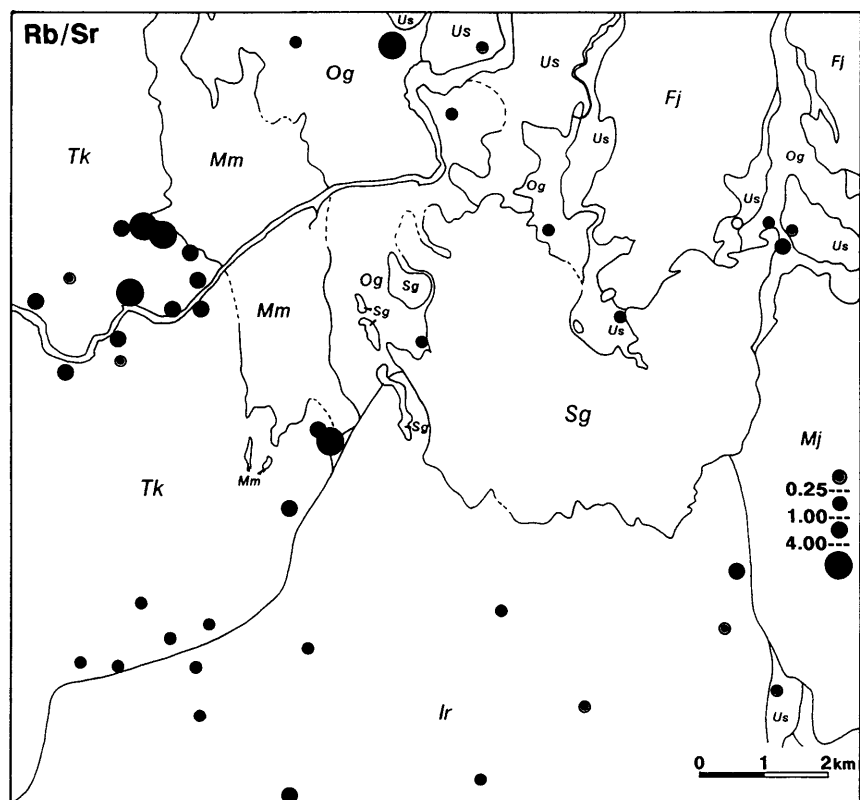 Rb/Sr
Us
Us
Us
Og
Fj
Fj
Tk
Mm
Us
Og
Og
Us
Us
Og
Sg
Sg
Mm
Us
Sg
Sg
Mj
Mm
Tk
0.25---
1.00---
4.00---
Ir
Us
0 1 2km